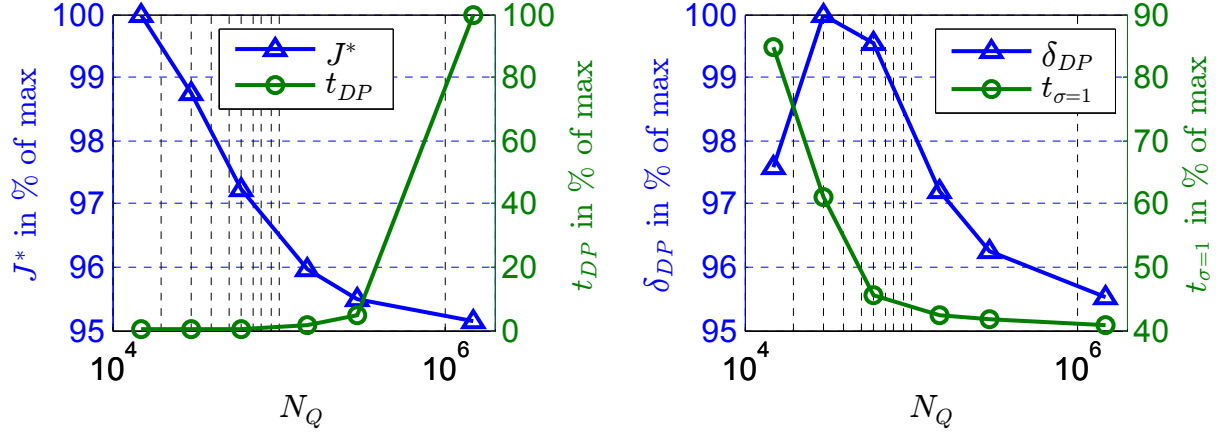 J* in % of max
100
99
98
97
96
95
J*
t_DP
100
80
60
40
20
0
t_DP in % of max
10^4
10^6
N_Q
δ_DP in % of max
100
99
98
97
96
95
δ_DP
t_σ=1
90
80
70
60
50
40
t_σ=1 in % of max
10^4
10^6
N_Q